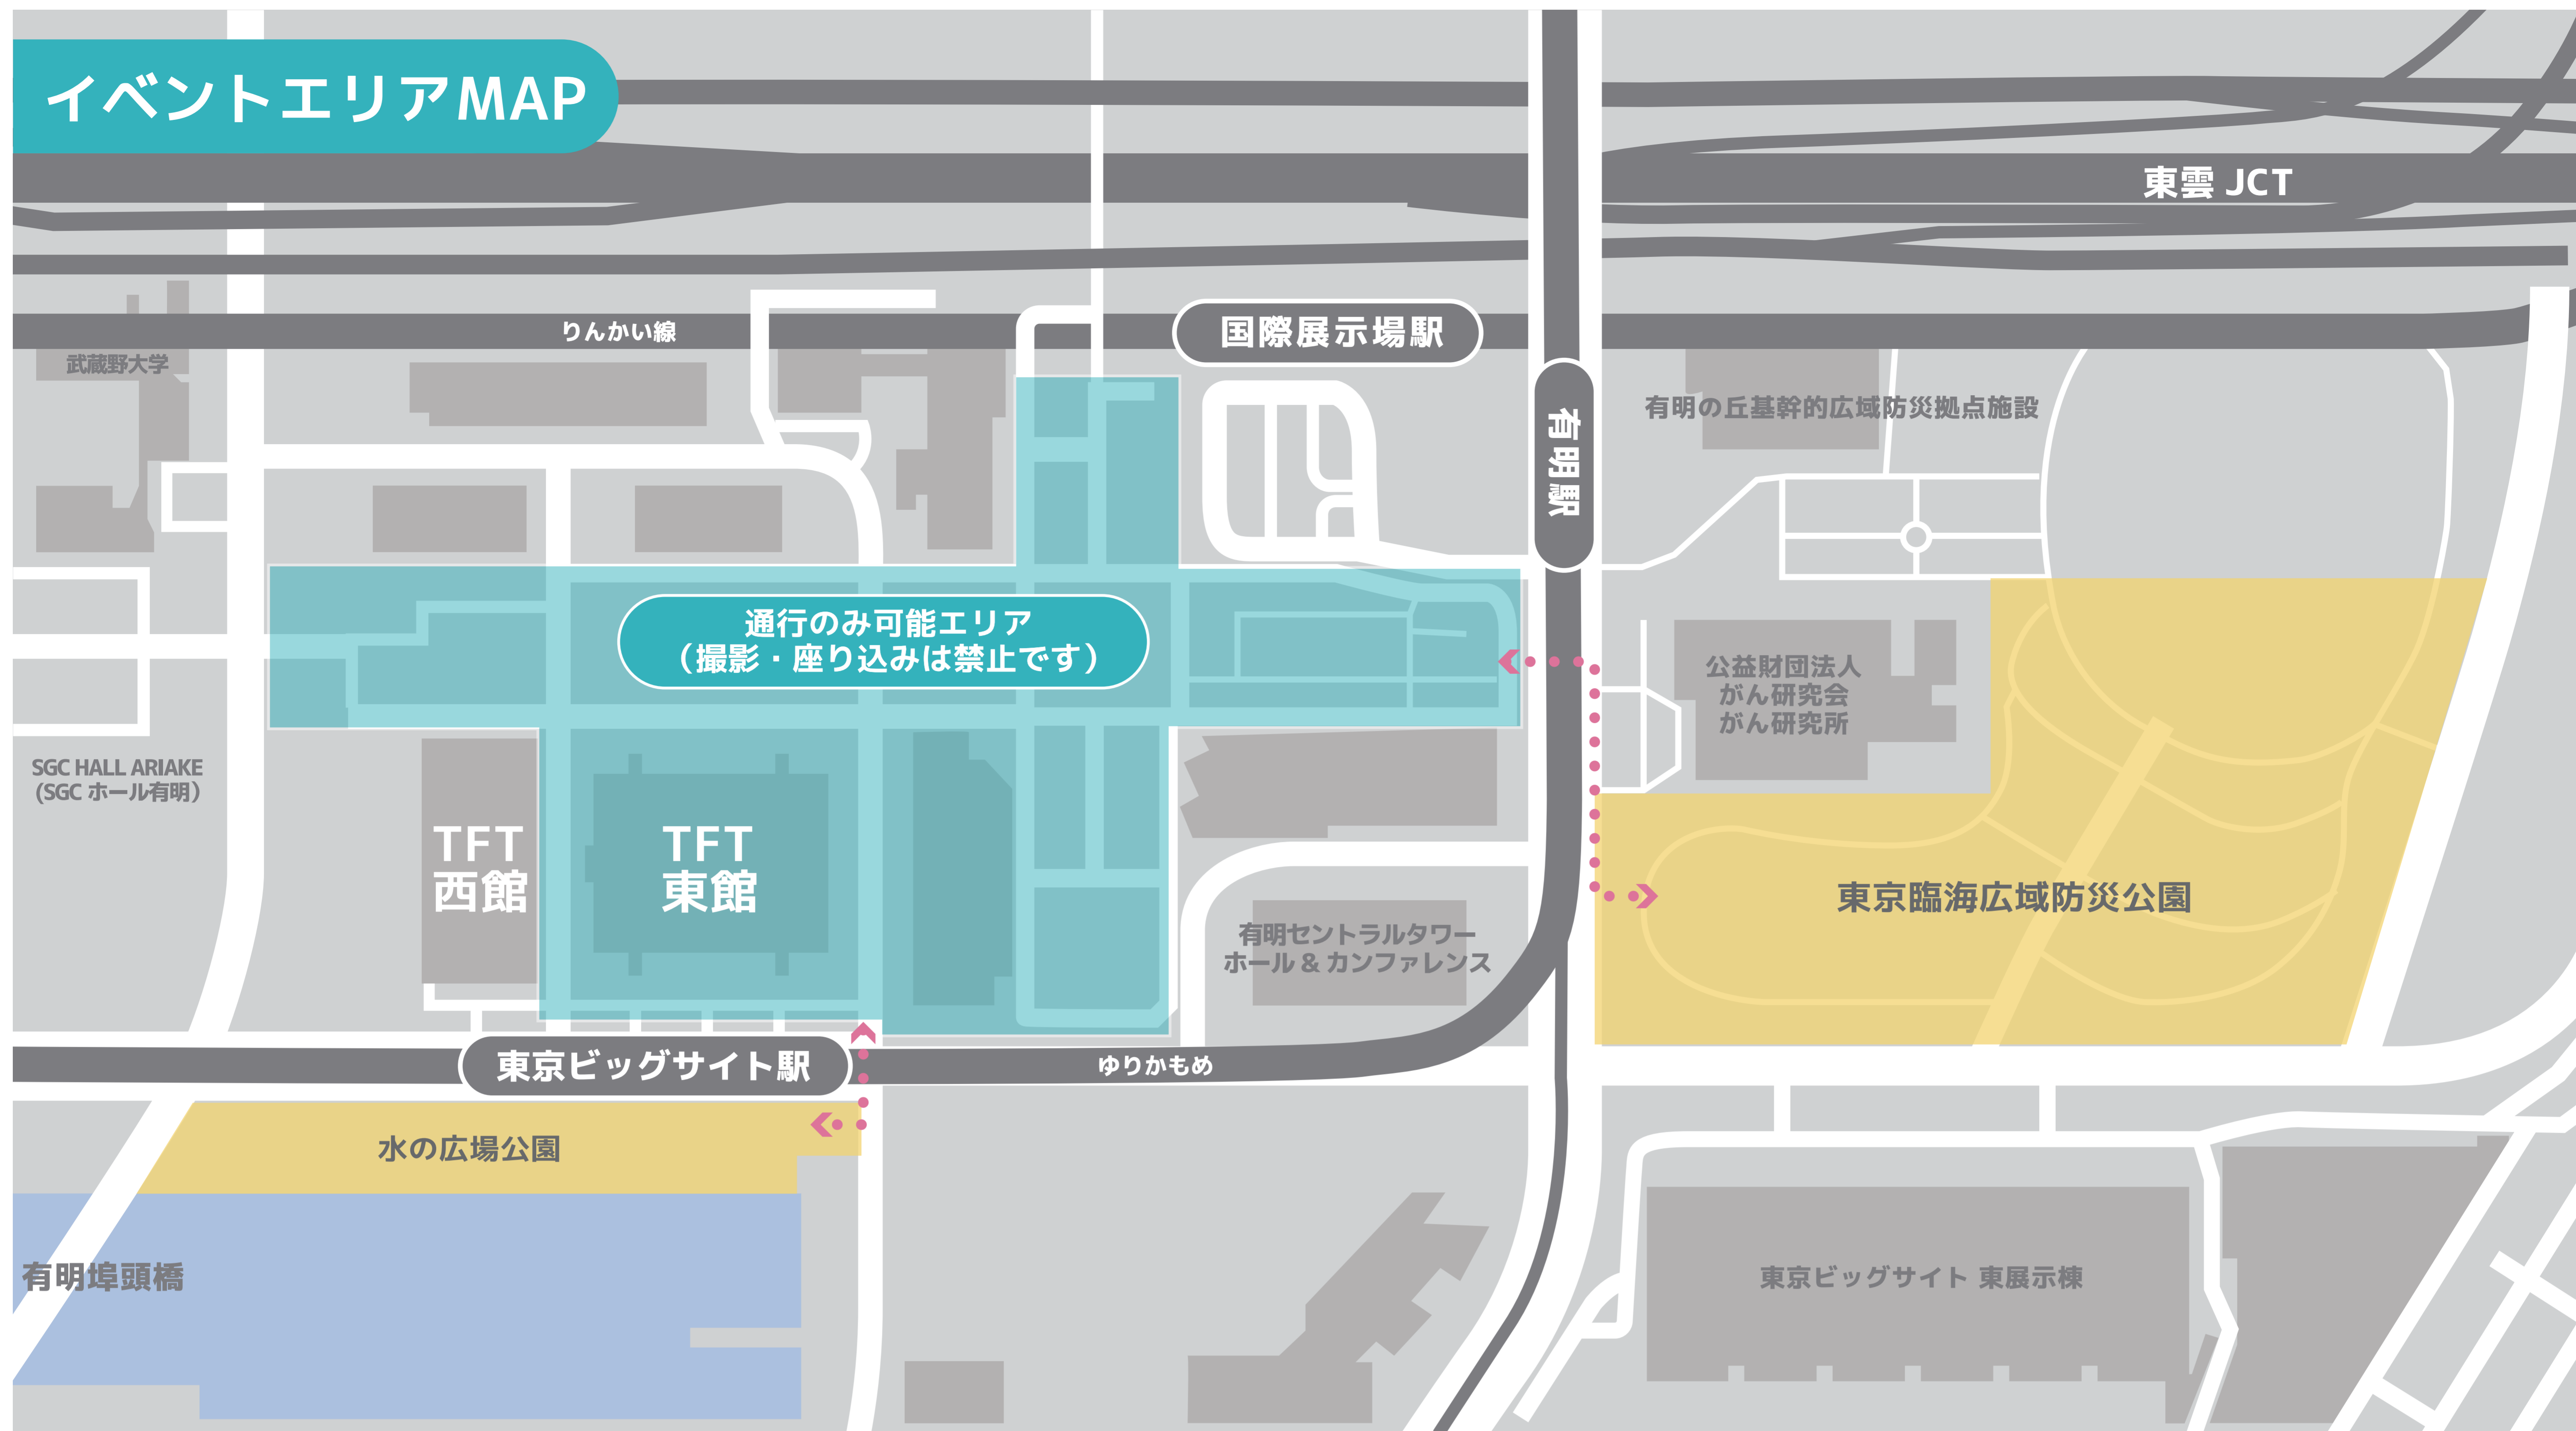 イベントエリアMAP
東雲 JCT
りんかい線
国際展示場駅
武蔵野大学
有明駅
有明の丘基幹的広域防災拠点施設
通行のみ可能エリア
（撮影・座り込みは禁止です）
公益財団法人
がん研究会
がん研究所
SGC HALL ARIAKE
(SGC ホール有明)
TFT
西館
TFT
東館
東京臨海広域防災公園
有明セントラルタワー
ホール & カンファレンス
東京ビッグサイト駅
ゆりかもめ
水の広場公園
有明埠頭橋
東京ビッグサイト 東展示棟